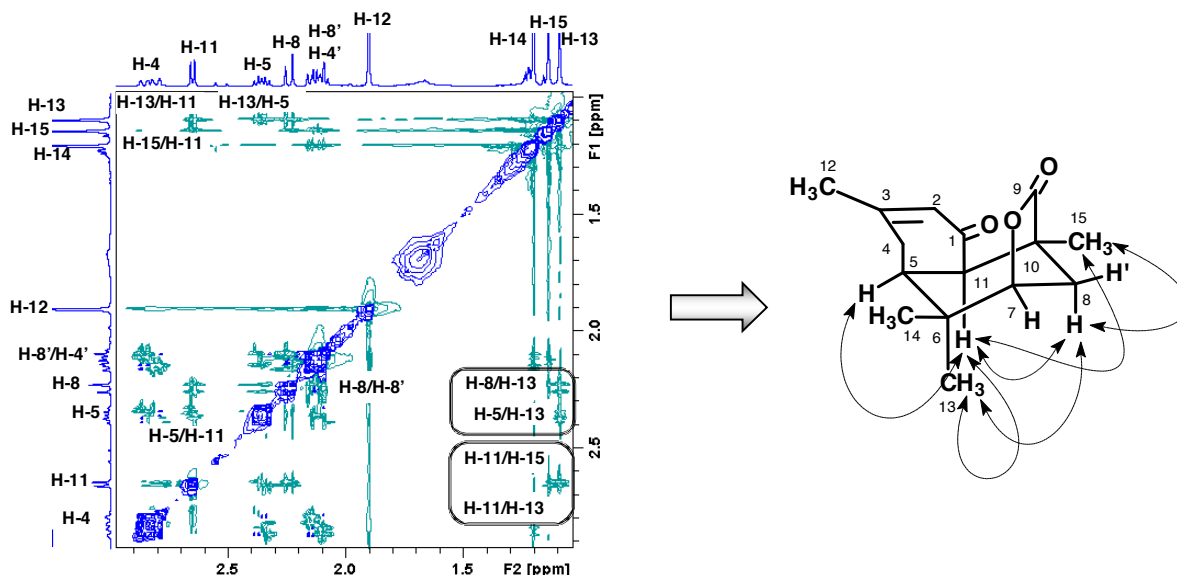 H-12
H-15
H-8'
H-11
H-8
H-14
H-13
H-4
H-5
H-4'
H-13/H-11
H-13/H-5
H-13
H-15
H-15/H-11
H-14
F1 [ppm]
1.5
H-12
2.0
H-8'/H-4'
H-8
H-8/H-8'
H-8/H-13
H-5
H-5/H-13
H-5/H-11
2.5
H-11/H-15
H-11
H-11/H-13
H-4
2.5
2.0
1.5
F2 [ppm]
12
H3C
3
2
9
O
O
15
CH3
1
O
4
5
10
H'
11
H
H3C
14
6
7
H
8
H
H
CH3
13